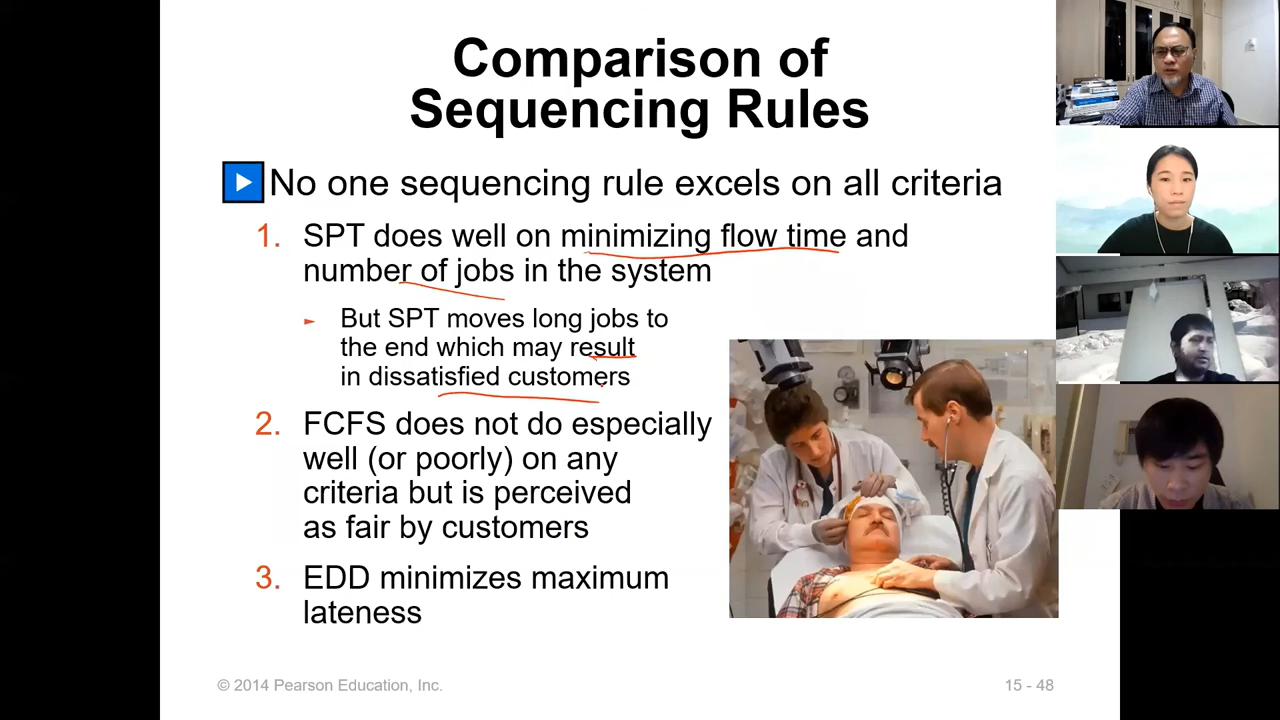 Comparison of
Sequencing Rules
No one sequencing rule excels on all criteria
1. SPT does well on minimizing flow time and
number of jobs in the system
But SPT moves long jobs to
the end which may result
in dissatisfied customers
2. FCFS does not do especially
well (or poorly) on any
criteria but is perceived
as fair by customers
3. EDD minimizes maximum
lateness
© 2014 Pearson Education, Inc.
15 - 48